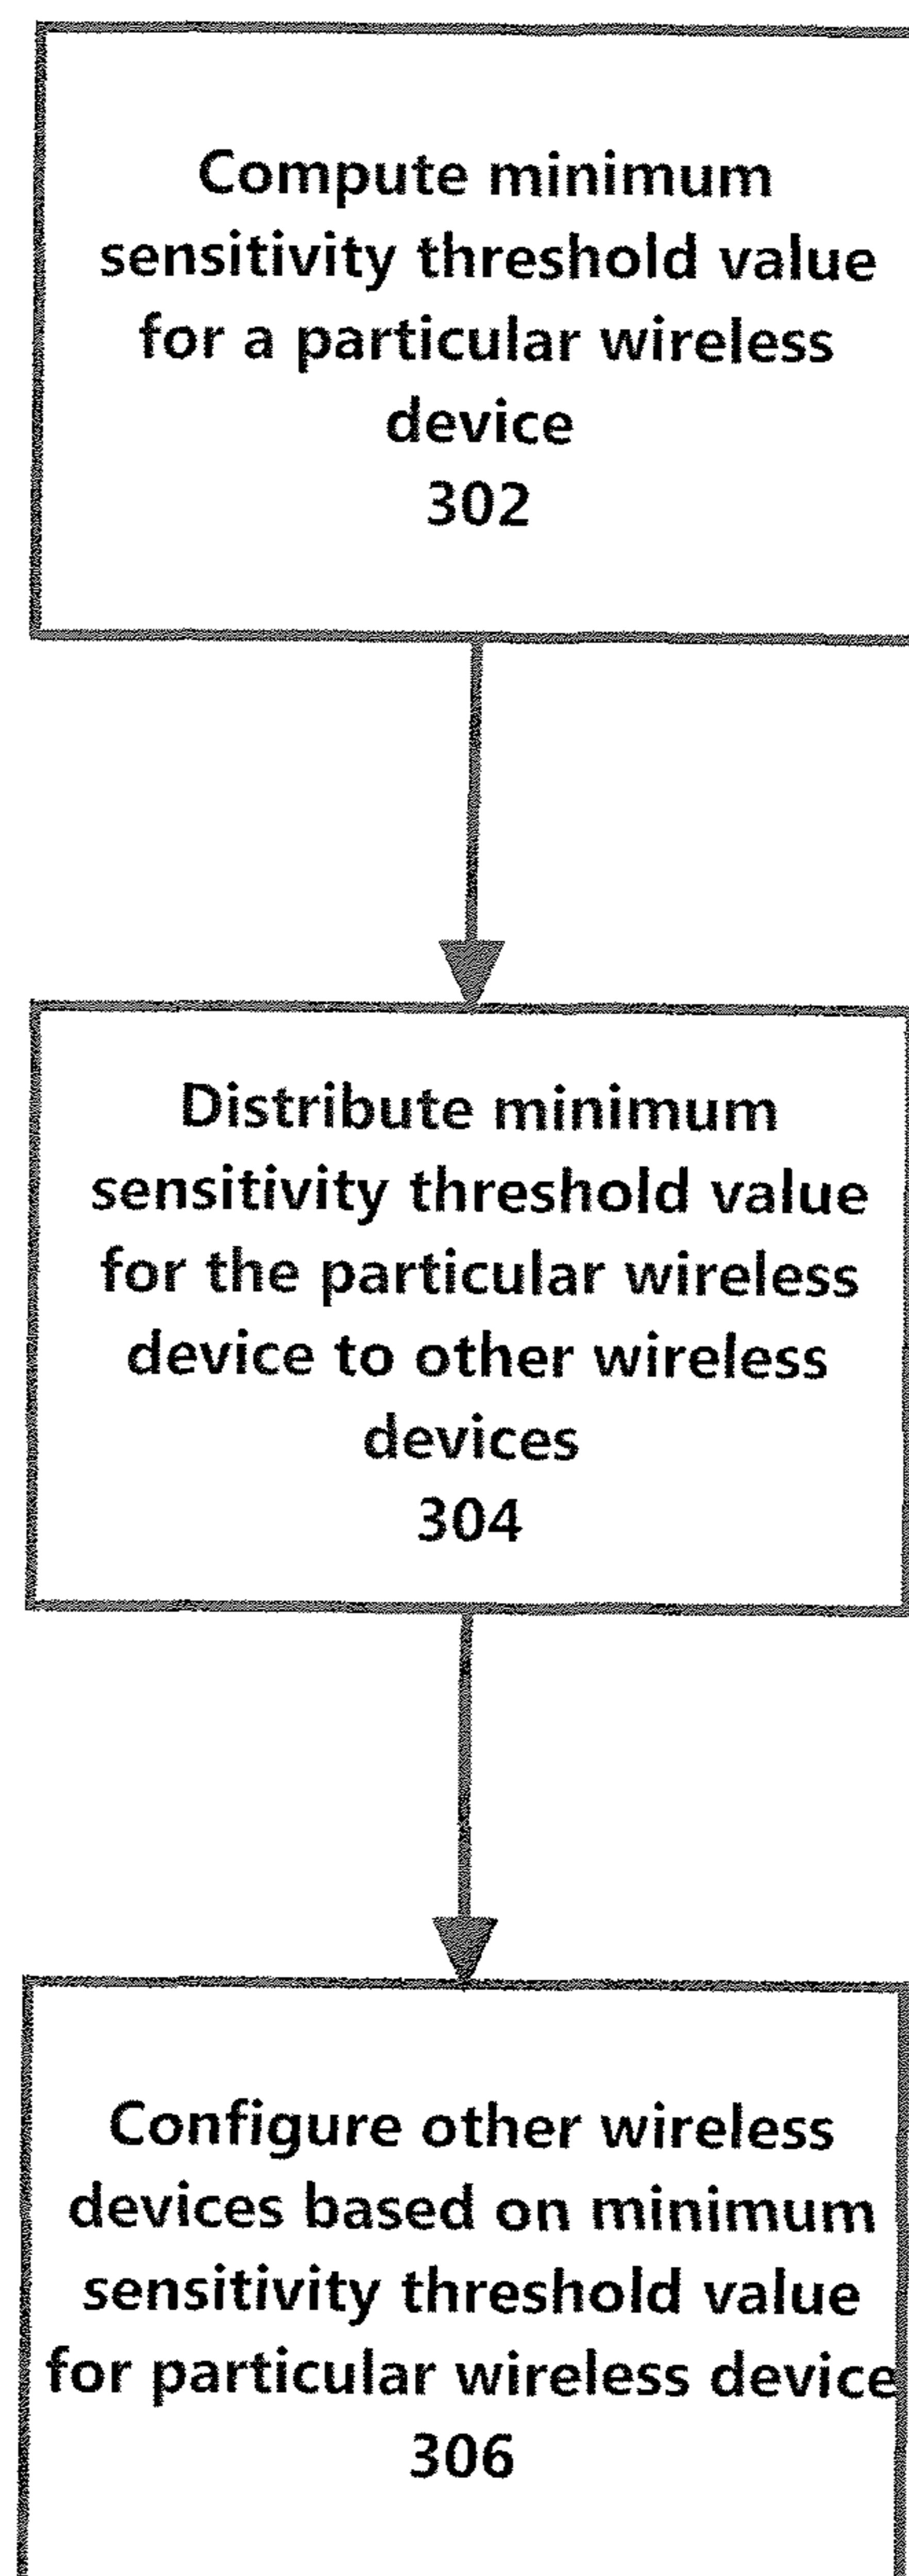 Compute minimum
sensitivity threshold value
for a particular wireless
device
302
Distribute minimum
sensitivity threshold value
for the particular wireless
device to other wireless
devices
304
Configure other wireless
devices based on minimum
sensitivity threshold value
for particular wireless device
306